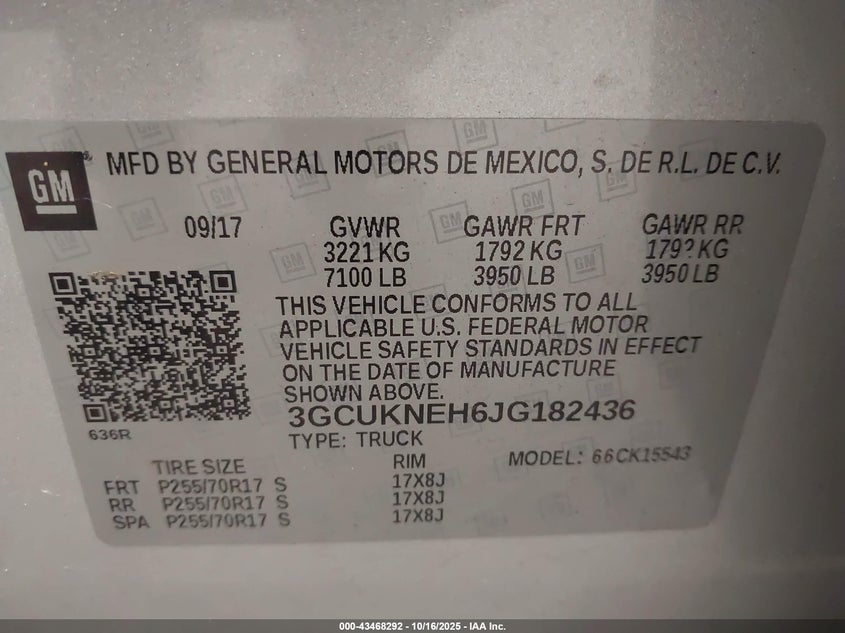 GM
MFD BY GENERAL MOTORS DE MEXICO, S. DE R.L. DE C.V.
09/17 GVWR GAWR FRT GAWR RR
3221 KG 1792 KG 179? KG
7100 LB 3950 LB 3950 LB
THIS VEHICLE CONFORMS TO ALL
APPLICABLE U.S. FEDERAL MOTOR
VEHICLE SAFETY STANDARDS IN EFFECT
ON THE DATE OF MANUFACTURE
SHOWN ABOVE.
3GCUKNEH6JG182436
636R
TYPE: TRUCK
TIRE SIZE RIM MODEL: 66CK15543
FRT P255/70R17 S 17X8J
RR P255/70R17 S 17X8J
SPA P255/70R17 S 17X8J
000-43468292 - 10/16/2025 - IAA Inc.